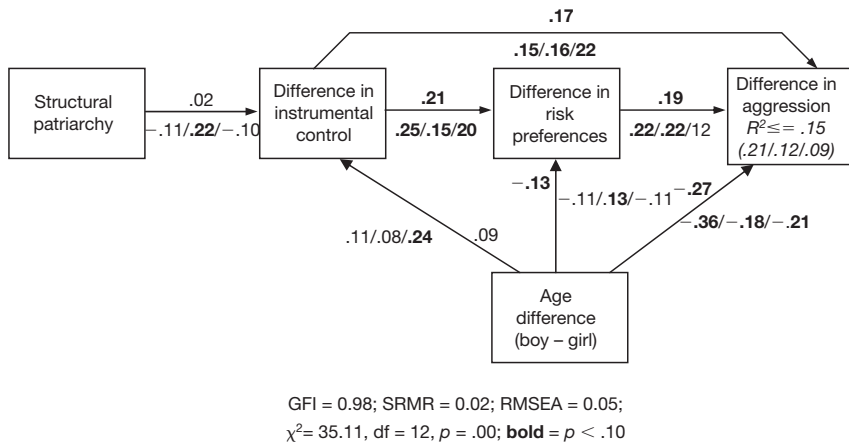 .17
.15/.16/22
Structural
patriarchy
.02
−.11/.22/−.10
Difference in
instrumental
control
.21
.25/.15/20
Difference in
risk
preferences
.19
.22/.22/12
Difference in
aggression
R²≤= .15
(.21/.12/.09)
−.13
−.11/.13/−.11
−.27
−.36/−.18/−.21
.11/.08/.24
.09
Age
difference
(boy – girl)
GFI = 0.98; SRMR = 0.02; RMSEA = 0.05;
χ²= 35.11, df = 12, p = .00; bold = p < .10